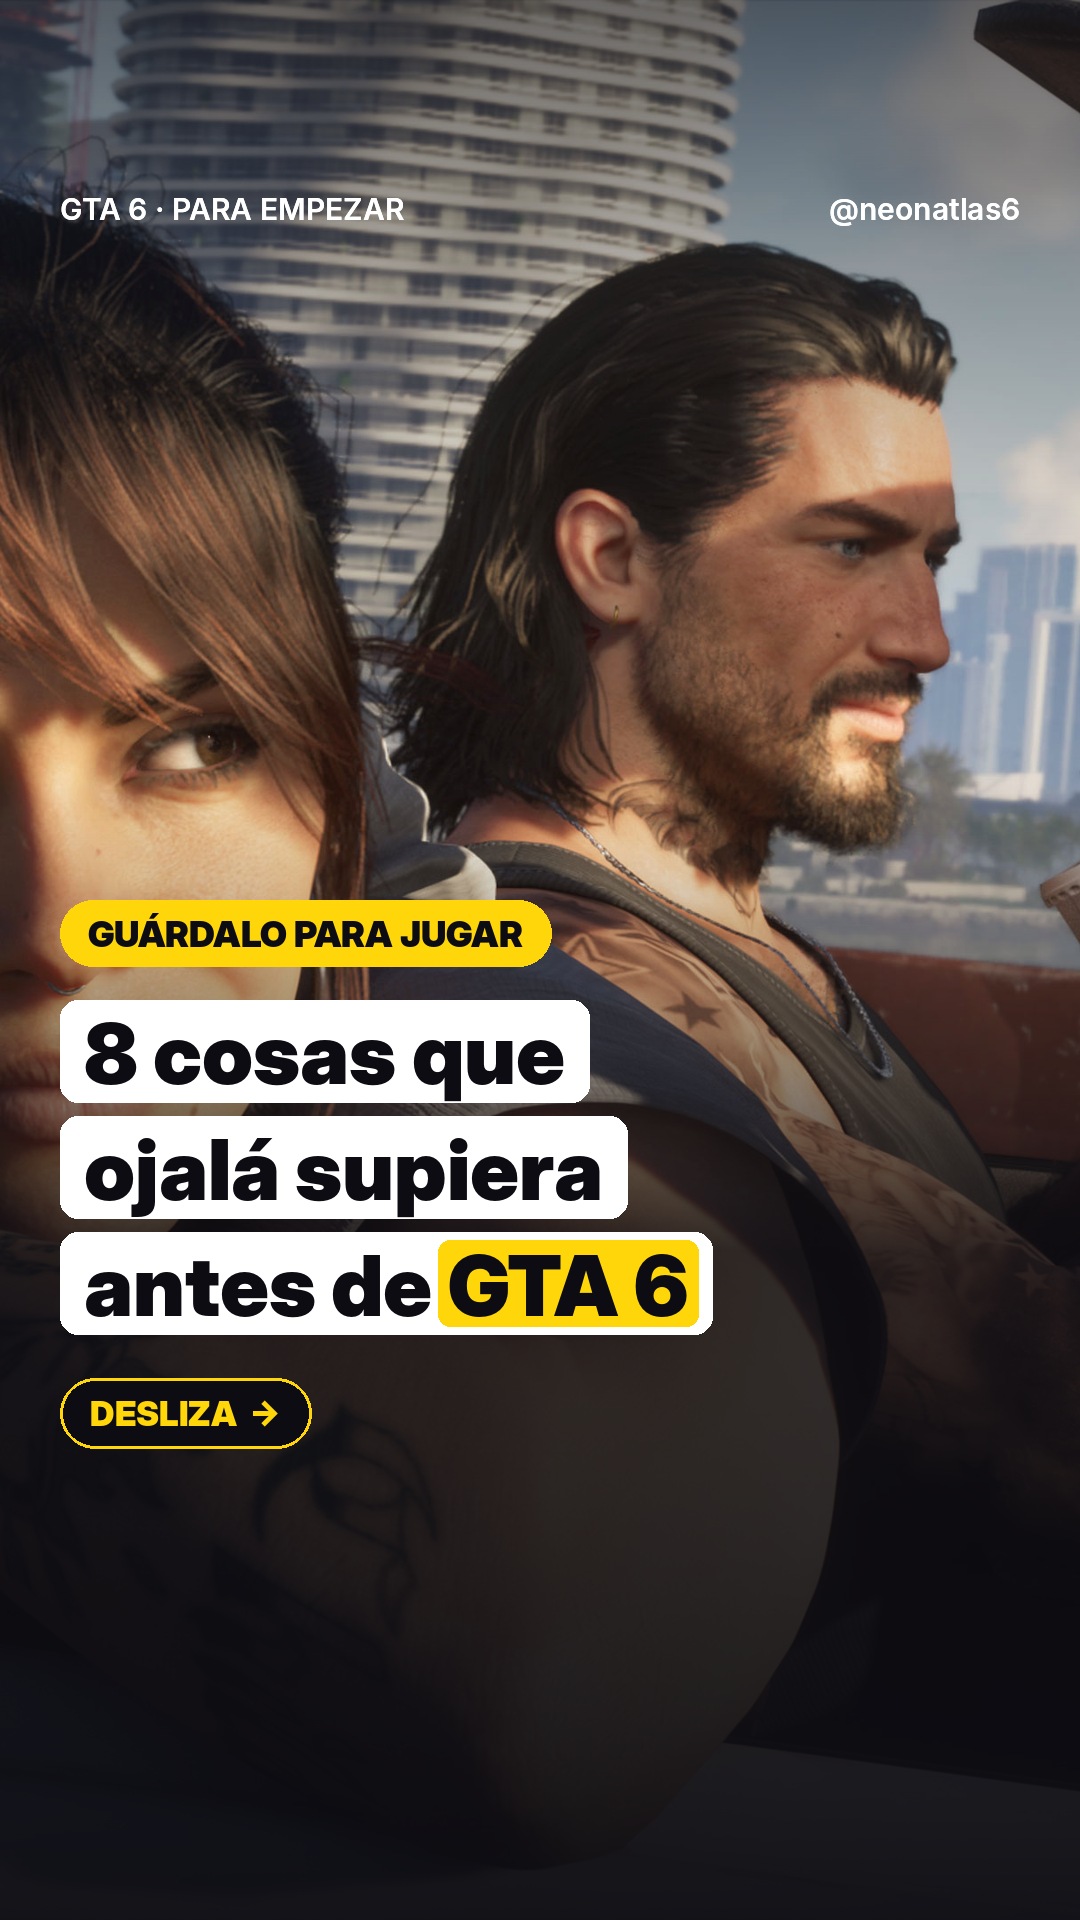 GTA 6 · PARA EMPEZAR
@neonatlas6
GUÁRDALO PARA JUGAR
8 cosas que
ojalá supiera
antes de GTA 6
DESLIZA →